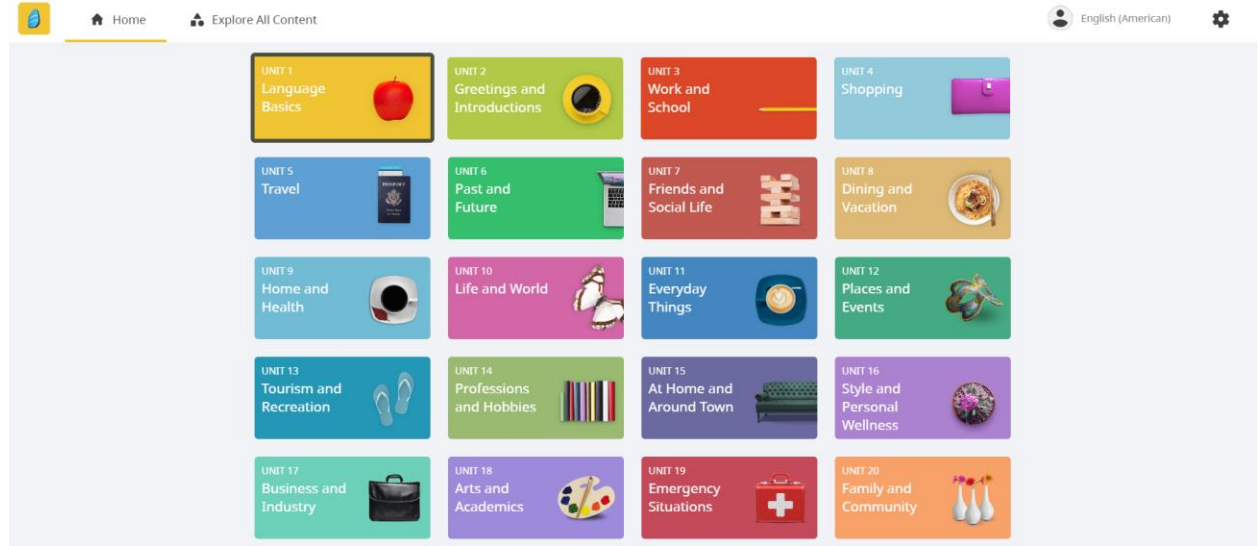 Home
Explore All Content
English (American)
UNIT 1
Language
Basics
UNIT 2
Greetings and
Introductions
UNIT 3
Work and
School
UNIT 4
Shopping
UNIT 5
Travel
PASSPORT
UNIT 6
Past and
Future
UNIT 7
Friends and
Social Life
UNIT 8
Dining and
Vacation
UNIT 9
Home and
Health
UNIT 10
Life and World
UNIT 11
Everyday
Things
UNIT 12
Places and
Events
UNIT 13
Tourism and
Recreation
UNIT 14
Professions
and Hobbies
UNIT 15
At Home and
Around Town
UNIT 16
Style and
Personal
Wellness
UNIT 17
Business and
Industry
UNIT 18
Arts and
Academics
UNIT 19
Emergency
Situations
UNIT 20
Family and
Community